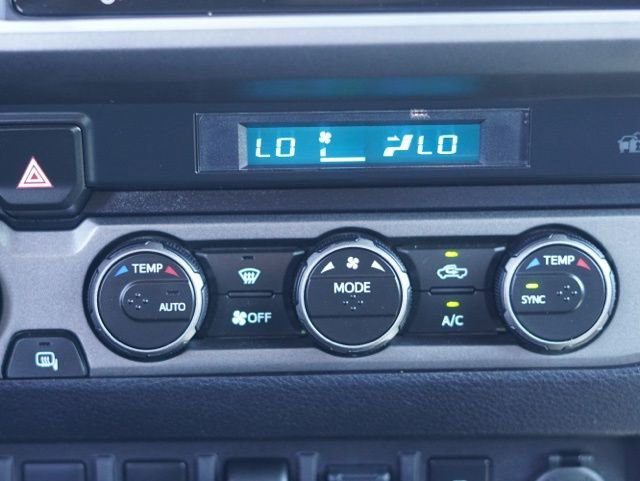 LO LO
TEMP
AUTO
OFF
MODE
A/C
TEMP
SYNC